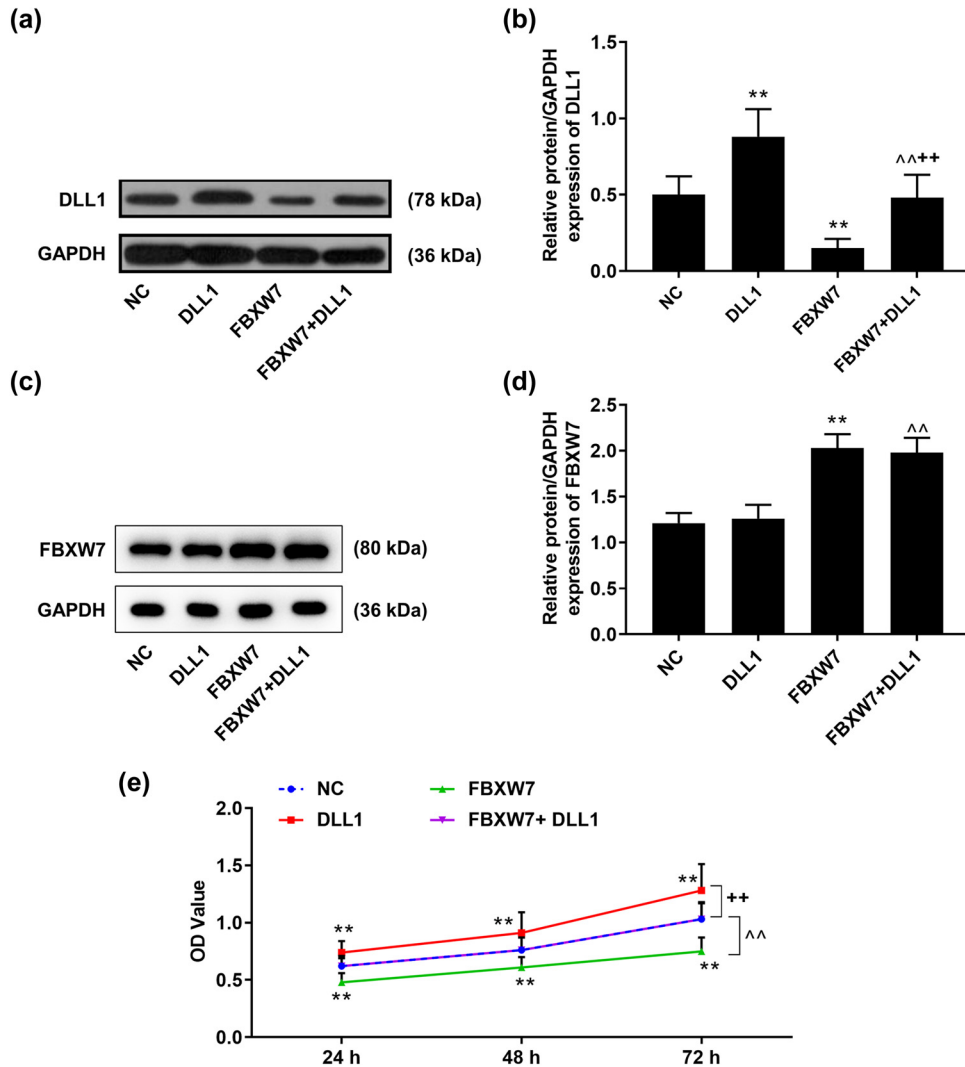 (a)
DLL1
(78 kDa)
GAPDH
(36 kDa)
NC
DLL1
FBXW7
FBXW7+DLL1
(b)
Relative protein/GAPDH
expression of DLL1
1.5
1.0
0.5
0.0
**
**
^^++
NC
DLL1
FBXW7
FBXW7+DLL1
(c)
FBXW7
(80 kDa)
GAPDH
(36 kDa)
NC
DLL1
FBXW7
FBXW7+DLL1
(d)
Relative protein/GAPDH
expression of FBXW7
2.5
2.0
1.5
1.0
0.5
0.0
**
^^
NC
DLL1
FBXW7
FBXW7+DLL1
(e)
NC
FBXW7
DLL1
FBXW7+ DLL1
OD Value
2.0
1.5
1.0
0.5
0.0
**
**
**
++
^^
**
**
**
24 h
48 h
72 h